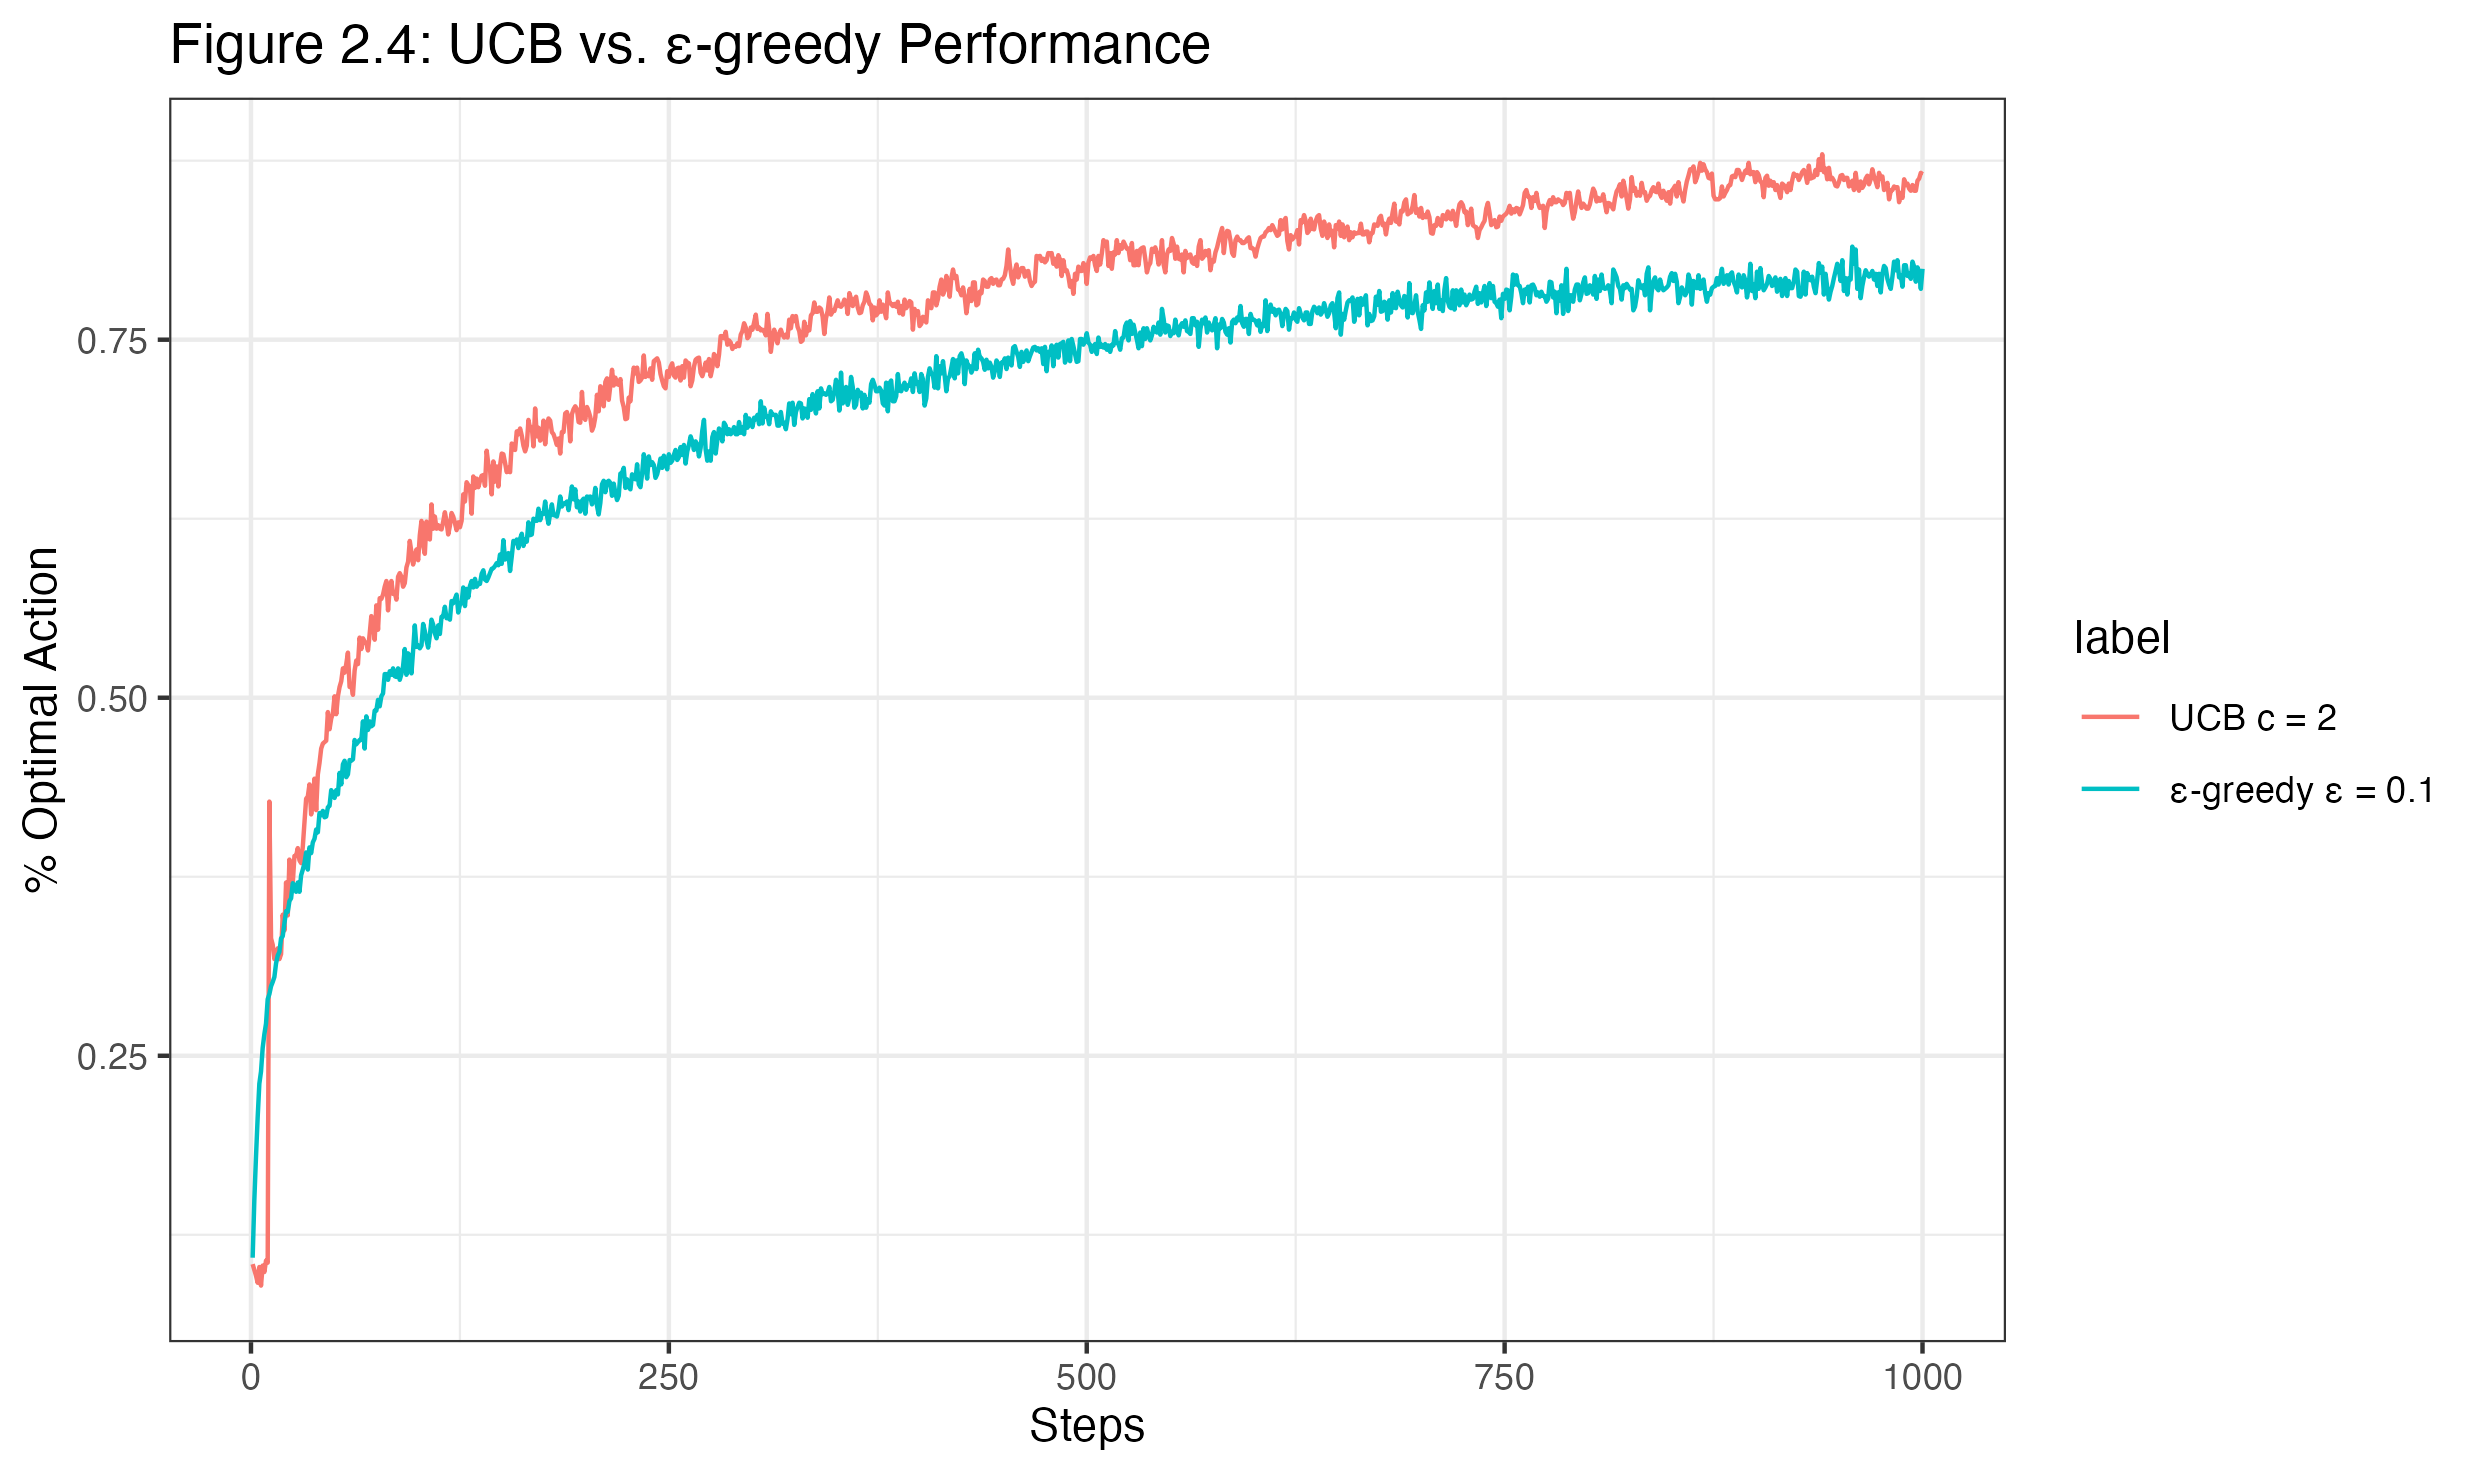 Figure 2.4: UCB vs. ε-greedy Performance
% Optimal Action
0.75
0.50
0.25
0
250
500
750
1000
Steps
label
UCB c = 2
ε-greedy ε = 0.1